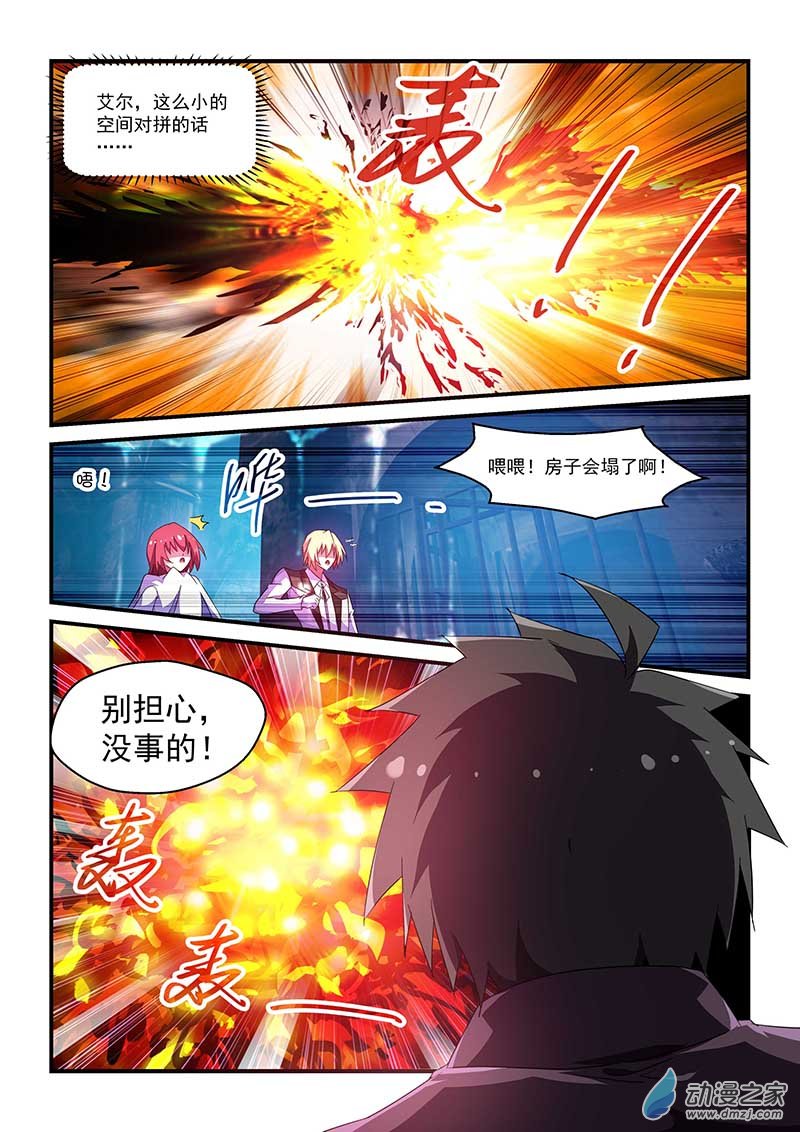 艾尔，这么小的
空间对拼的话
……
轰！！
唔！
哗——
喂喂！房子会塌了啊！
别担心，
没事的！
轰
轰——
动漫之家
www.dmzj.com